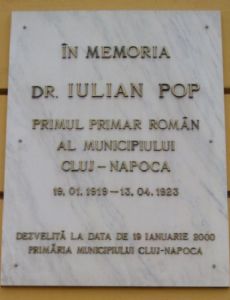 ÎN MEMORIA
DR. IULIAN POP
PRIMUL PRIMAR ROMÂN
AL MUNICIPIULUI
CLUJ-NAPOCA
19.01.1919-13.04.1923
DEZVELITĂ LA DATA DE 19 IANUARIE 2000
PRIMĂRIA MUNICIPIULUI CLUJ-NAPOCA